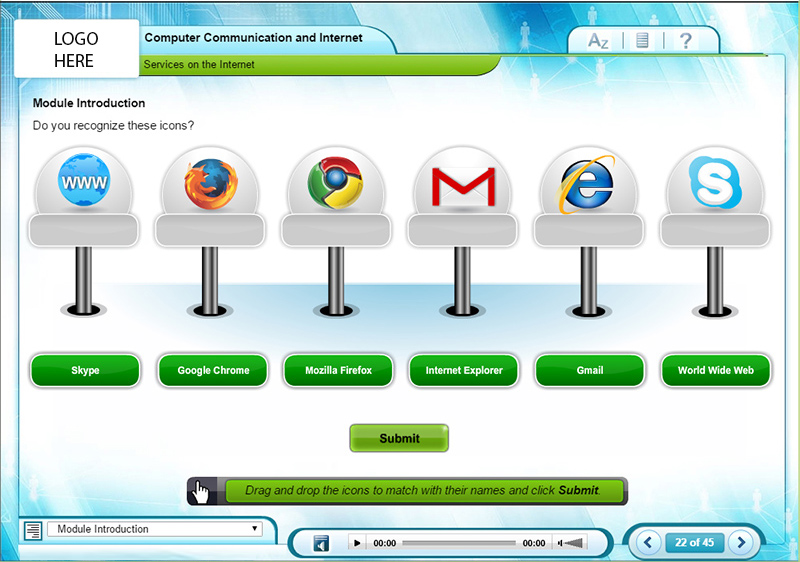 LOGO
HERE
Computer Communication and Internet
Services on the Internet
AZ
?
Module Introduction
Do you recognize these icons?
www
M
e
S
Skype
Google Chrome
Mozilla Firefox
Internet Explorer
Gmail
World Wide Web
Submit
Drag and drop the icons to match with their names and click Submit.
Module Introduction
00:00
00:00
22 of 45